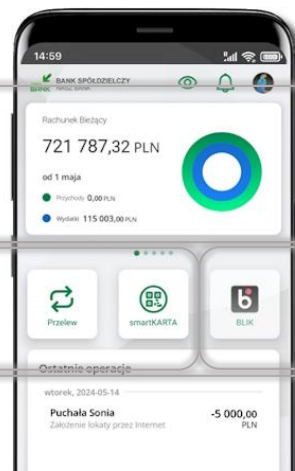 14:59
BANK SPÓŁDZIELCZY
NASZ BANK
Rachunek Bieżący
721 787,32 PLN
od 1 maja
Przychody 0,00 PLN
Wydatki 115 003,00 PLN
Przelew
smartKARTA
BLIK
Ostatnie operacje
wtorek, 2024-05-14
Puchała Sonia -5 000,00
Założenie lokaty przez Internet PLN